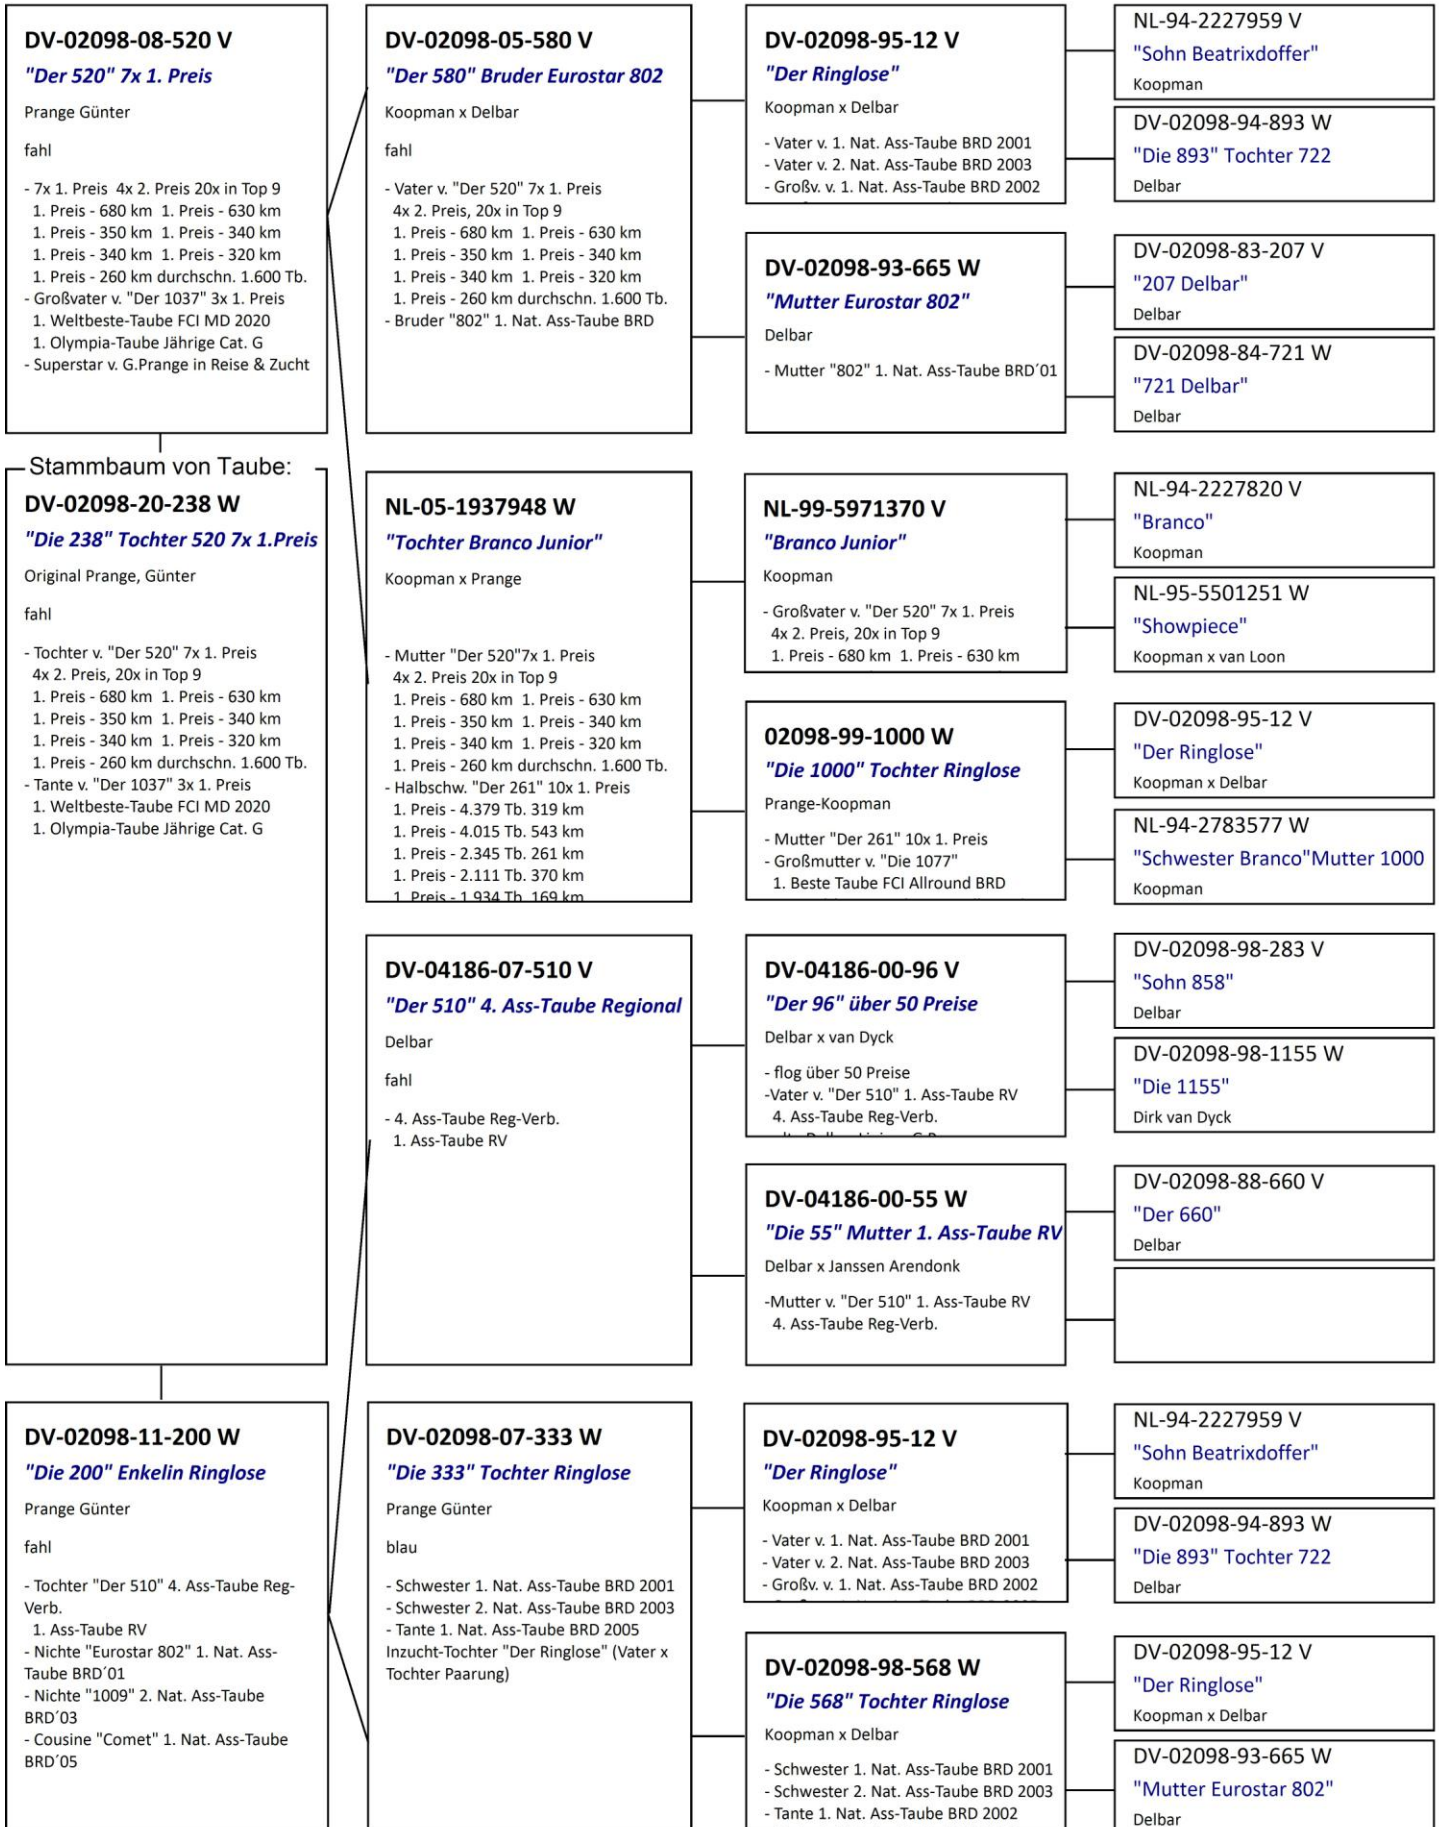 DV-02098-08-520 V
"Der 520" 7x 1. Preis
Prange Günter
fahl
- 7x 1. Preis 4x 2. Preis 20x in Top 9
1. Preis - 680 km 1. Preis - 630 km
1. Preis - 350 km 1. Preis - 340 km
1. Preis - 340 km 1. Preis - 320 km
1. Preis - 260 km durchschn. 1.600 Tb.
- Großvater v. "Der 1037" 3x 1. Preis
1. Weltbeste-Taube FCI MD 2020
1. Olympia-Taube Jährige Cat. G
- Superstar v. G.Prange in Reise & Zucht
Stammbaum von Taube:
DV-02098-20-238 W
"Die 238" Tochter 520 7x 1.Preis
Original Prange, Günter
fahl
- Tochter v. "Der 520" 7x 1. Preis
4x 2. Preis, 20x in Top 9
1. Preis - 680 km 1. Preis - 630 km
1. Preis - 350 km 1. Preis - 340 km
1. Preis - 340 km 1. Preis - 320 km
1. Preis - 260 km durchschn. 1.600 Tb.
- Tante v. "Der 1037" 3x 1. Preis
1. Weltbeste-Taube FCI MD 2020
1. Olympia-Taube Jährige Cat. G
DV-02098-11-200 W
"Die 200" Enkelin Ringlose
Prange Günter
fahl
- Tochter "Der 510" 4. Ass-Taube Reg-
Verb.
1. Ass-Taube RV
- Nichte "Eurostar 802" 1. Nat. Ass-
Taube BRD´01
- Nichte "1009" 2. Nat. Ass-Taube
BRD´03
- Cousine "Comet" 1. Nat. Ass-Taube
BRD´05
DV-02098-05-580 V
"Der 580" Bruder Eurostar 802
Koopman x Delbar
fahl
- Vater v. "Der 520" 7x 1. Preis
4x 2. Preis, 20x in Top 9
1. Preis - 680 km 1. Preis - 630 km
1. Preis - 350 km 1. Preis - 340 km
1. Preis - 340 km 1. Preis - 320 km
1. Preis - 260 km durchschn. 1.600 Tb.
- Bruder "802" 1. Nat. Ass-Taube BRD
NL-05-1937948 W
"Tochter Branco Junior"
Koopman x Prange
- Mutter "Der 520"7x 1. Preis
4x 2. Preis 20x in Top 9
1. Preis - 680 km 1. Preis - 630 km
1. Preis - 350 km 1. Preis - 340 km
1. Preis - 340 km 1. Preis - 320 km
1. Preis - 260 km durchschn. 1.600 Tb.
- Halbschw. "Der 261" 10x 1. Preis
1. Preis - 4.379 Tb. 319 km
1. Preis - 4.015 Tb. 543 km
1. Preis - 2.345 Tb. 261 km
1. Preis - 2.111 Tb. 370 km
1. Preis - 1.934 Tb. 169 km
DV-04186-07-510 V
"Der 510" 4. Ass-Taube Regional
Delbar
fahl
- 4. Ass-Taube Reg-Verb.
1. Ass-Taube RV
DV-02098-07-333 W
"Die 333" Tochter Ringlose
Prange Günter
blau
- Schwester 1. Nat. Ass-Taube BRD 2001
- Schwester 2. Nat. Ass-Taube BRD 2003
- Tante 1. Nat. Ass-Taube BRD 2005
Inzucht-Tochter "Der Ringlose" (Vater x
Tochter Paarung)
DV-02098-95-12 V
"Der Ringlose"
Koopman x Delbar
- Vater v. 1. Nat. Ass-Taube BRD 2001
- Vater v. 2. Nat. Ass-Taube BRD 2003
- Großv. v. 1. Nat. Ass-Taube BRD 2002
DV-02098-93-665 W
"Mutter Eurostar 802"
Delbar
- Mutter "802" 1. Nat. Ass-Taube BRD´01
NL-99-5971370 V
"Branco Junior"
Koopman
- Großvater v. "Der 520" 7x 1. Preis
4x 2. Preis, 20x in Top 9
1. Preis - 680 km 1. Preis - 630 km
02098-99-1000 W
"Die 1000" Tochter Ringlose
Prange-Koopman
- Mutter "Der 261" 10x 1. Preis
- Großmutter v. "Die 1077"
1. Beste Taube FCI Allround BRD
DV-04186-00-96 V
"Der 96" über 50 Preise
Delbar x van Dyck
- flog über 50 Preise
-Vater v. "Der 510" 1. Ass-Taube RV
4. Ass-Taube Reg-Verb.
DV-04186-00-55 W
"Die 55" Mutter 1. Ass-Taube RV
Delbar x Janssen Arendonk
-Mutter v. "Der 510" 1. Ass-Taube RV
4. Ass-Taube Reg-Verb.
DV-02098-95-12 V
"Der Ringlose"
Koopman x Delbar
- Vater v. 1. Nat. Ass-Taube BRD 2001
- Vater v. 2. Nat. Ass-Taube BRD 2003
- Großv. v. 1. Nat. Ass-Taube BRD 2002
DV-02098-98-568 W
"Die 568" Tochter Ringlose
Koopman x Delbar
- Schwester 1. Nat. Ass-Taube BRD 2001
- Schwester 2. Nat. Ass-Taube BRD 2003
- Tante 1. Nat. Ass-Taube BRD 2002
NL-94-2227959 V
"Sohn Beatrixdoffer"
Koopman
DV-02098-94-893 W
"Die 893" Tochter 722
Delbar
DV-02098-83-207 V
"207 Delbar"
Delbar
DV-02098-84-721 W
"721 Delbar"
Delbar
NL-94-2227820 V
"Branco"
Koopman
NL-95-5501251 W
"Showpiece"
Koopman x van Loon
DV-02098-95-12 V
"Der Ringlose"
Koopman x Delbar
NL-94-2783577 W
"Schwester Branco"Mutter 1000
Koopman
DV-02098-98-283 V
"Sohn 858"
Delbar
DV-02098-98-1155 W
"Die 1155"
Dirk van Dyck
DV-02098-88-660 V
"Der 660"
Delbar
NL-94-2227959 V
"Sohn Beatrixdoffer"
Koopman
DV-02098-94-893 W
"Die 893" Tochter 722
Delbar
DV-02098-95-12 V
"Der Ringlose"
Koopman x Delbar
DV-02098-93-665 W
"Mutter Eurostar 802"
Delbar